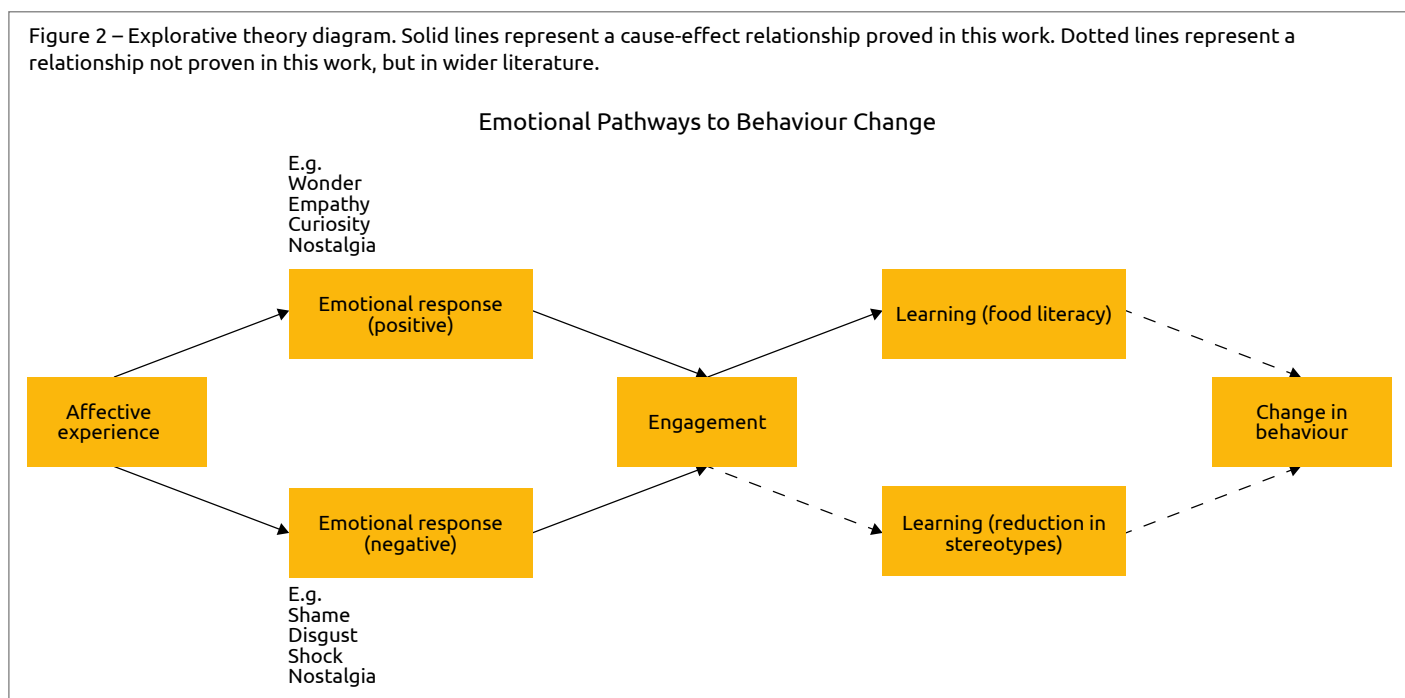 Figure 2 – Explorative theory diagram. Solid lines represent a cause-effect relationship proved in this work. Dotted lines represent a
relationship not proven in this work, but in wider literature.
Emotional Pathways to Behaviour Change
E.g.
Wonder
Empathy
Curiosity
Nostalgia
Emotional response
(positive)
Learning (food literacy)
Affective
experience
Engagement
Change in
behaviour
Emotional response
(negative)
Learning (reduction in
stereotypes)
E.g.
Shame
Disgust
Shock
Nostalgia